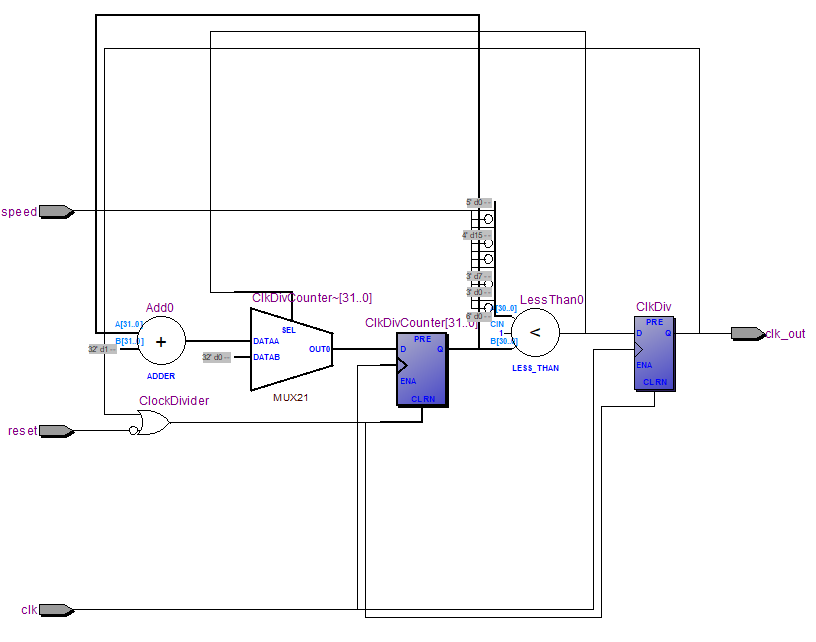 5' d0 --
speed
4' d15 --
3' d7 --
3' d0 --
6' d0 --
ClkDivCounter~[31..0]
LessThan0
Add0
ClkDivCounter[31..0]
ClkDiv
A[31..0]
B[31..0]
32' d1 --
+
ADDER
SEL
DATAA
DATAB
OUT0
32' d0 --
MUX21
PRE
D
Q
ENA
CLRN
[30..0]
CIN
1
B[30..0]
<
LESS_THAN
PRE
D
Q
ENA
CLRN
clk_out
ClockDivider
reset
clk